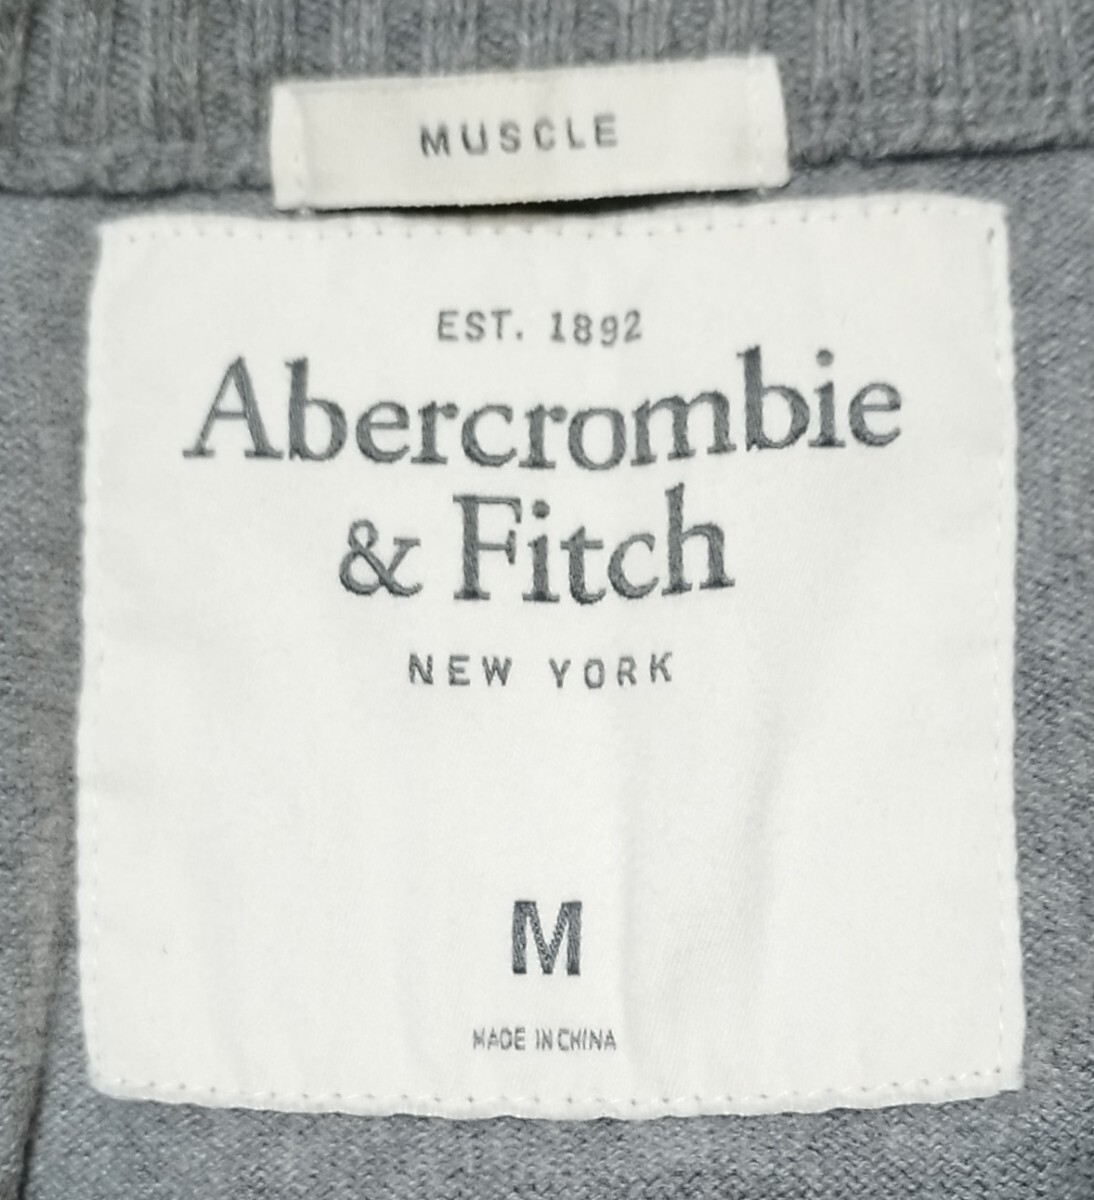 MUSCLE
EST. 1892
Abercrombie
& Fitch
NEW YORK
M
MADE IN CHINA